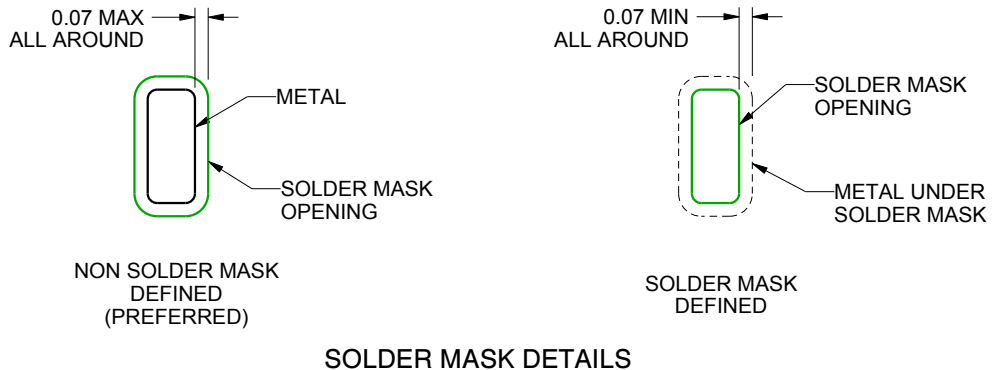 0.07 MAX
ALL AROUND
METAL
SOLDER MASK
OPENING
NON SOLDER MASK
DEFINED
(PREFERRED)
0.07 MIN
ALL AROUND
SOLDER MASK
OPENING
METAL UNDER
SOLDER MASK
SOLDER MASK
DEFINED
SOLDER MASK DETAILS